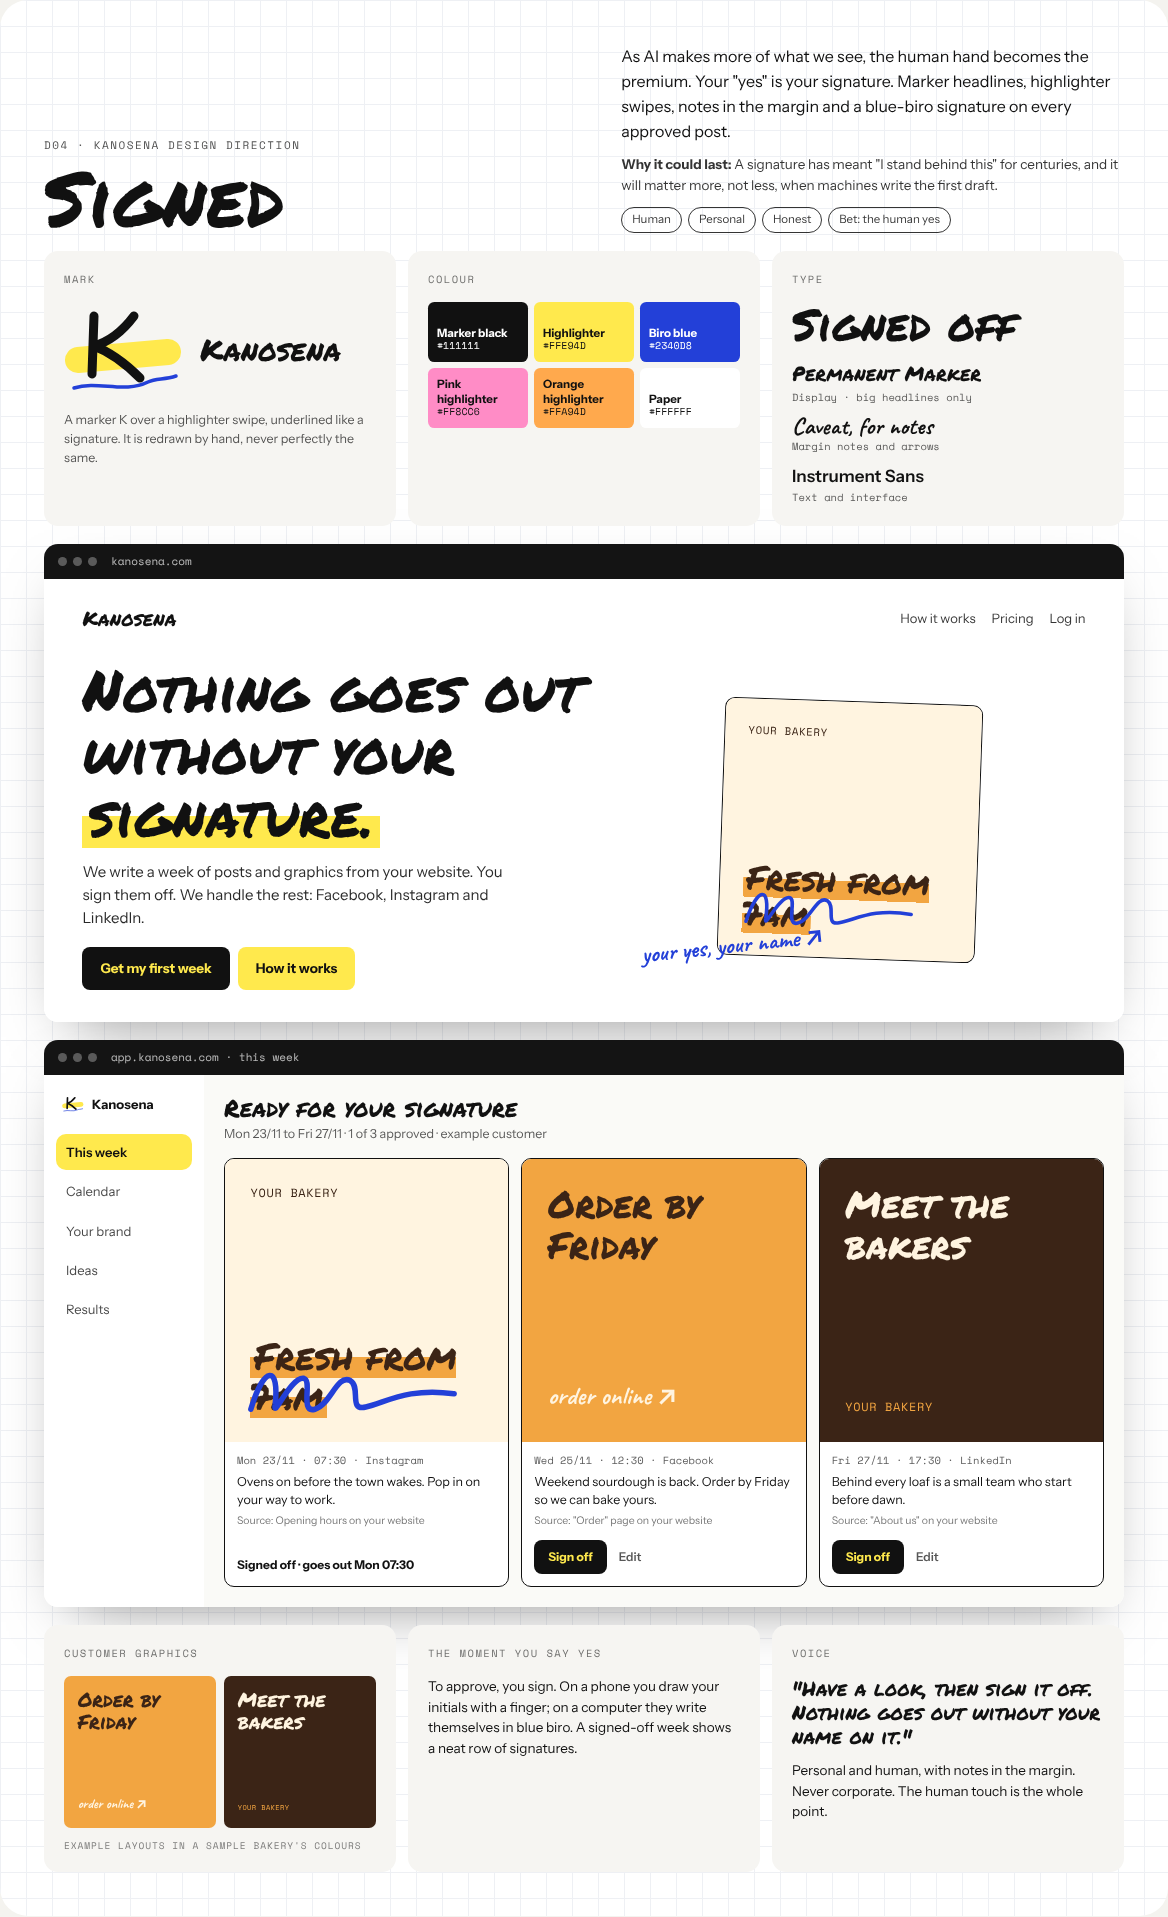 As AI makes more of what we see, the human hand becomes the
premium. Your "yes" is your signature. Marker headlines, highlighter
swipes, notes in the margin and a blue-biro signature on every
approved post.
D04 · KANOSENA DESIGN DIRECTION
Signed
Why it could last: A signature has meant "I stand behind this" for centuries, and it
will matter more, not less, when machines write the first draft.
Human Personal Honest Bet: the human yes
MARK
K
Kanosena
A marker K over a highlighter swipe, underlined like a
signature. It is redrawn by hand, never perfectly the
same.
COLOUR
Marker black
#111111
Highlighter
#FFE94D
Biro blue
#2340D8
Pink
highlighter
#FF8CC6
Orange
highlighter
#FFA94D
Paper
#FFFFFF
TYPE
Signed off
Permanent Marker
Display · big headlines only
Caveat, for notes
Margin notes and arrows
Instrument Sans
Text and interface
kanosena.com
Kanosena
How it works Pricing Log in
Nothing goes out
without your
signature.
We write a week of posts and graphics from your website. You
sign them off. We handle the rest: Facebook, Instagram and
LinkedIn.
Get my first week How it works
YOUR BAKERY
Fresh from
7am
your yes, your name ↗
app.kanosena.com · this week
K Kanosena
This week
Calendar
Your brand
Ideas
Results
Ready for your signature
Mon 23/11 to Fri 27/11 · 1 of 3 approved · example customer
YOUR BAKERY
Fresh from
7am
Mon 23/11 · 07:30 · Instagram
Ovens on before the town wakes. Pop in on
your way to work.
Source: Opening hours on your website
Signed off · goes out Mon 07:30
Order by
Friday
order online ↗
Wed 25/11 · 12:30 · Facebook
Weekend sourdough is back. Order by Friday
so we can bake yours.
Source: "Order" page on your website
Sign off Edit
Meet the
bakers
YOUR BAKERY
Fri 27/11 · 17:30 · LinkedIn
Behind every loaf is a small team who start
before dawn.
Source: "About us" on your website
Sign off Edit
CUSTOMER GRAPHICS
Order by
Friday
order online ↗
Meet the
bakers
YOUR BAKERY
EXAMPLE LAYOUTS IN A SAMPLE BAKERY'S COLOURS
THE MOMENT YOU SAY YES
To approve, you sign. On a phone you draw your
initials with a finger; on a computer they write
themselves in blue biro. A signed-off week shows
a neat row of signatures.
VOICE
"Have a look, then sign it off.
Nothing goes out without your
name on it."
Personal and human, with notes in the margin.
Never corporate. The human touch is the whole
point.